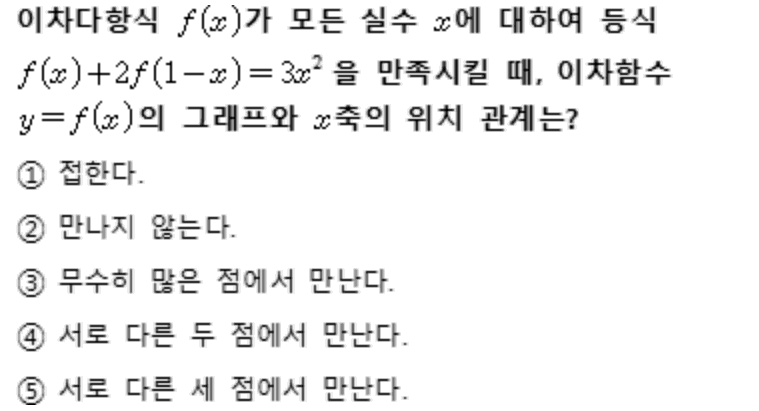 이차다항식 f(x)가 모든 실수 x에 대하여 등식
f(x)+2f(1-x)=3x²을 만족시킬 때, 이차함수
y=f(x)의 그래프와 x축의 위치 관계는?
① 접한다.
② 만나지 않는다.
③ 무수히 많은 점에서 만난다.
④ 서로 다른 두 점에서 만난다.
⑤ 서로 다른 세 점에서 만난다.